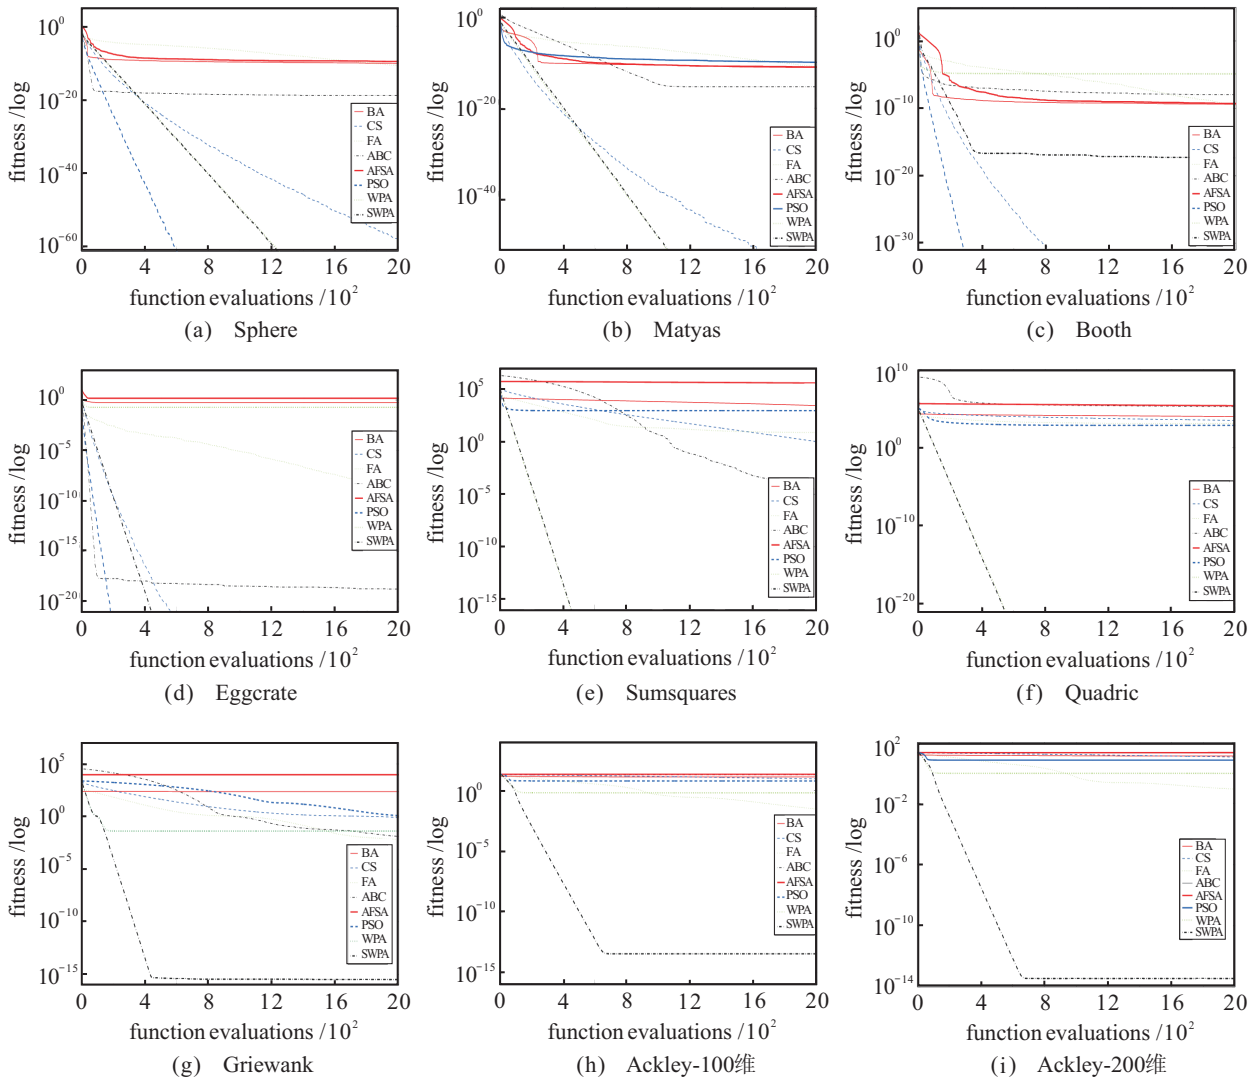 10^0
10^-20
10^-40
10^-60
fitness /log
0 4 8 12 16 20
function evaluations /10^2
BA
CS
FA
ABC
AFSA
PSO
WPA
SWPA
(a) Sphere
10^0
10^-20
10^-40
fitness /log
0 4 8 12 16 20
function evaluations /10^2
BA
CS
FA
ABC
AFSA
PSO
WPA
SWPA
(b) Matyas
10^0
10^-10
10^-20
10^-30
fitness /log
0 4 8 12 16 20
function evaluations /10^2
BA
CS
FA
ABC
AFSA
PSO
WPA
SWPA
(c) Booth
10^0
10^-5
10^-10
10^-15
10^-20
fitness /log
0 4 8 12 16 20
function evaluations /10^2
BA
CS
FA
ABC
AFSA
PSO
WPA
SWPA
(d) Eggcrate
10^5
10^0
10^-5
10^-15
fitness /log
0 4 8 12 16 20
function evaluations /10^2
BA
CS
FA
ABC
AFSA
PSO
WPA
SWPA
(e) Sumsquares
10^10
10^0
10^-10
10^-20
fitness /log
0 4 8 12 16 20
function evaluations /10^2
BA
CS
FA
ABC
AFSA
PSO
WPA
SWPA
(f) Quadric
10^5
10^0
10^-5
10^-10
10^-15
fitness /log
0 4 8 12 16 20
function evaluations /10^2
BA
CS
FA
ABC
AFSA
PSO
WPA
SWPA
(g) Griewank
10^0
10^-5
10^-10
10^-15
fitness /log
0 4 8 12 16 20
function evaluations /10^2
BA
CS
FA
ABC
AFSA
PSO
WPA
SWPA
(h) Ackley-100维
10^2
10^-2
10^-6
10^-10
10^-14
fitness /log
0 4 8 12 16 20
function evaluations /10^2
BA
CS
FA
ABC
AFSA
PSO
WPA
SWPA
(i) Ackley-200维